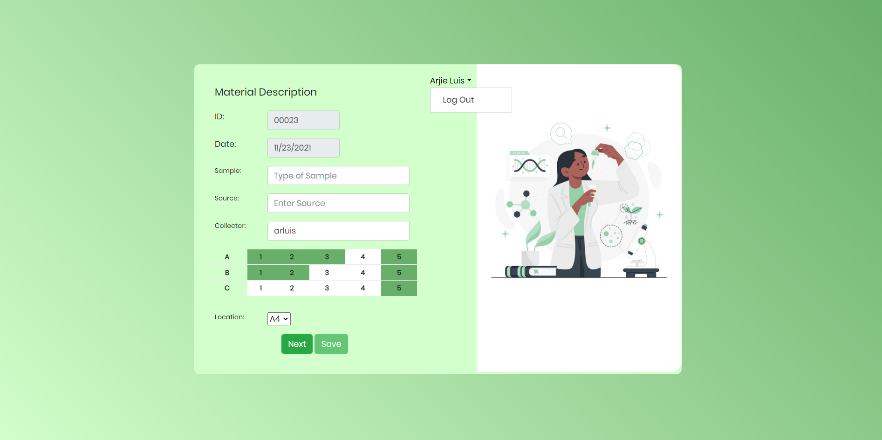 Arjie Luis
Log Out
Material Description
ID: 00023
Date: 11/23/2021
Sample: Type of Sample
Source: Enter Source
Collector: arluis
A 1 2 3 4 5
B 1 2 3 4 5
C 1 2 3 4 5
Location: A4
Next Save